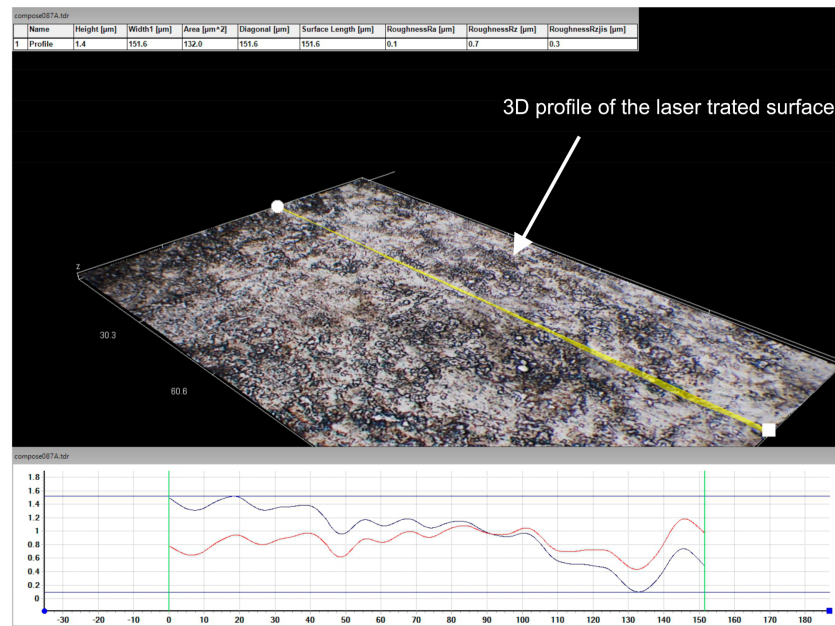 compose087A.tdr
Name Height [µm] Width1 [µm] Area [µm^2] Diagonal [µm] Surface Length [µm] RoughnessRa [µm] RoughnessRz [µm] RoughnessRzjis [µm]
1 Profile 1.4 151.6 132.0 151.6 151.6 0.1 0.7 0.3
3D profile of the laser trated surface
z
30.3
60.6
compose087A.tdr
1.8
1.6
1.4
1.2
1
0.8
0.6
0.4
0.2
0
-30 -20 -10 0 10 20 30 40 50 60 70 80 90 100 110 120 130 140 150 160 170 180